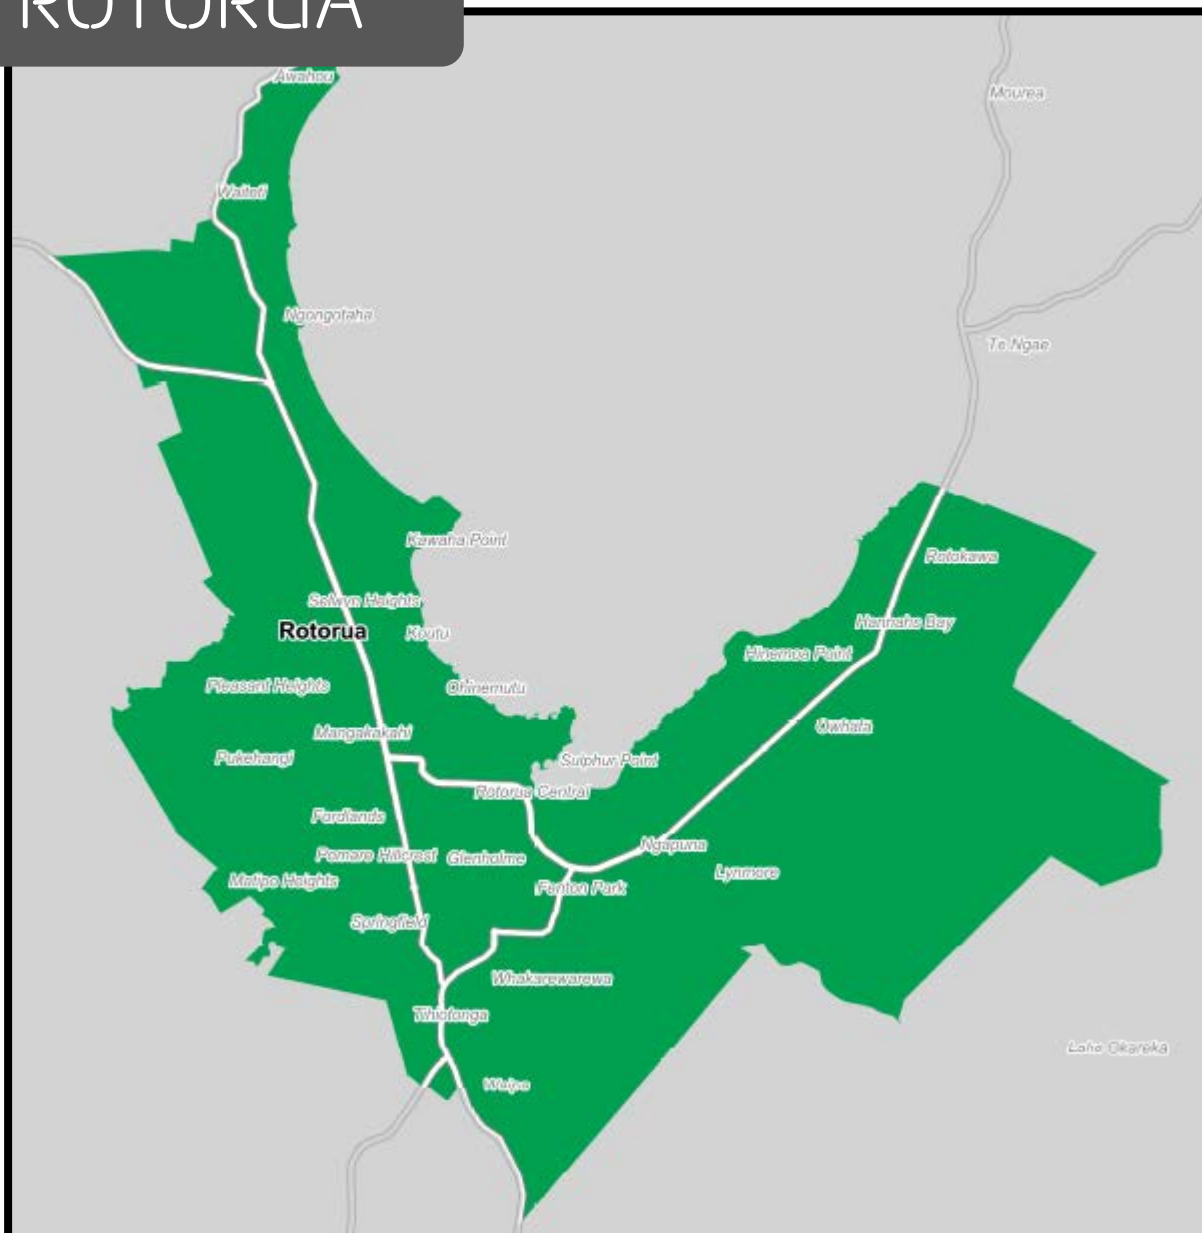 ROTORUA
Awahou
Mourea
Waiteti
Ngongotaha
Te Ngae
Kawaha Point
Rotokawa
Selwyn Heights
Hannahs Bay
Rotorua
Koutu
Hinemoa Point
Pleasant Heights
Ohinemutu
Owhata
Mangakakahi
Pukehangi
Sulphur Point
Rotorua Central
Fordlands
Ngapuna
Pomare Hillcrest
Glenholme
Lynmore
Matipo Heights
Fenton Park
Springfield
Whakarewarewa
Tihiotonga
Lake Okareka
Waipa